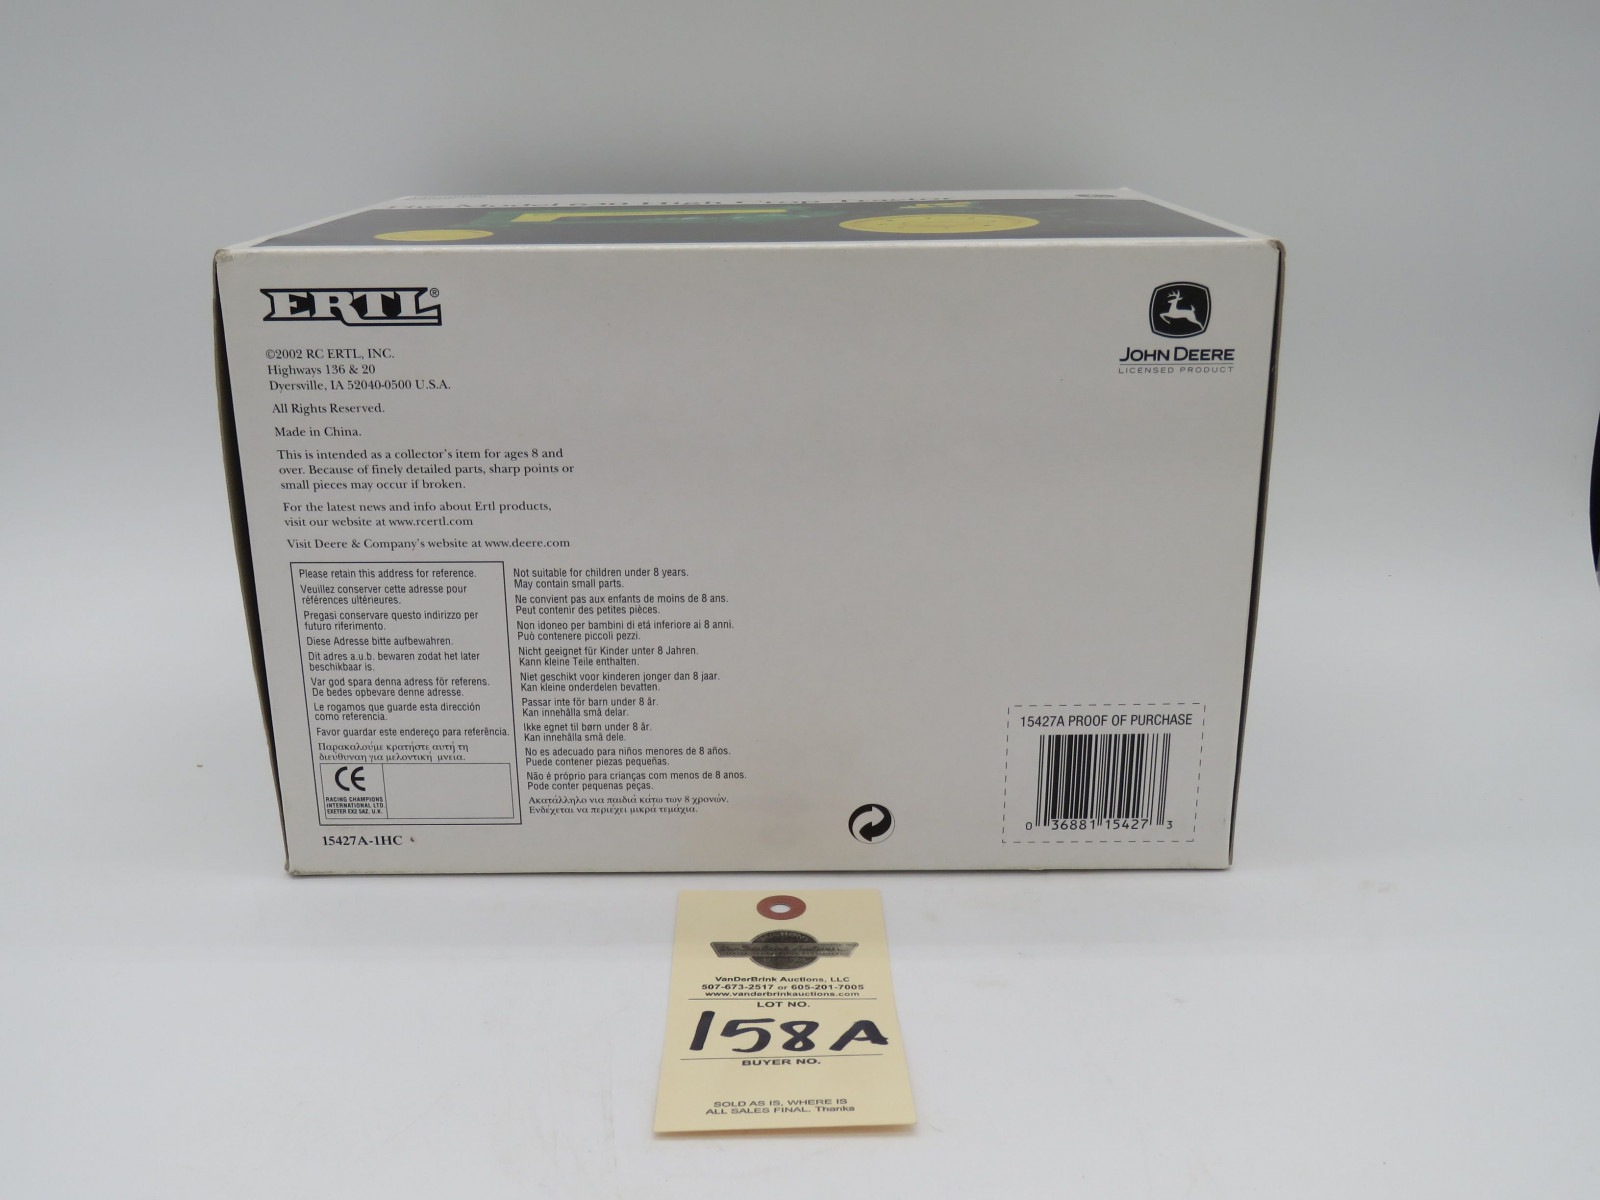 The Model 630 High Crop Tractor
ERTL®
©2002 RC ERTL, INC.
Highways 136 & 20
Dyersville, IA 52040-0500 U.S.A.
All Rights Reserved.
Made in China.
This is intended as a collector's item for ages 8 and
over. Because of finely detailed parts, sharp points or
small pieces may occur if broken.
For the latest news and info about Ertl products,
visit our website at www.rcertl.com
Visit Deere & Company's website at www.deere.com
JOHN DEERE
LICENSED PRODUCT
Please retain this address for reference.
Veuillez conserver cette adresse pour
références ultérieures.
Pregasi conservare questo indirizzo per
futuro riferimento.
Diese Adresse bitte aufbewahren.
Dit adres a.u.b. bewaren zodat het later
beschikbaar is.
Var god spara denna adress för referens.
De bedes opbevare denne adresse.
Le rogamos que guarde esta dirección
como referencia.
Favor guardar este endereço para referência.
Παρακαλούμε κρατήστε αυτή τη
διεύθυναη για μελοντική μνεια.
CE
RACING CHAMPIONS
INTERNATIONAL LTD.
EXETER EX2 5AZ. U.K.
15427A-1HC
Not suitable for children under 8 years.
May contain small parts.
Ne convient pas aux enfants de moins de 8 ans.
Peut contenir des petites pièces.
Non idoneo per bambini di etá inferiore ai 8 anni.
Può contenere piccoli pezzi.
Nicht geeignet für Kinder unter 8 Jahren.
Kann kleine Teile enthalten.
Niet geschikt voor kinderen jonger dan 8 jaar.
Kan kleine onderdelen bevatten.
Passar inte för barn under 8 år.
Kan innehålla små delar.
Ikke egnet til børn under 8 år.
Kan innehålla små dele.
No es adecuado para niños menores de 8 años.
Puede contener piezas pequeñas.
Não é próprio para crianças com menos de 8 anos.
Pode conter pequenas peças.
Ακατάλληλο νια παιδιά κάτω των 8 χρονών.
Ενδέχεται να περιέχει μικρά τεμάχια.
15427A PROOF OF PURCHASE
0 36881 15427 3
VanDerBrink Auctions, LLC
507-673-2517 or 605-201-7005
www.vanderbrinkauctions.com
LOT NO.
158A
BUYER NO.
SOLD AS IS, WHERE IS
ALL SALES FINAL. Thanks